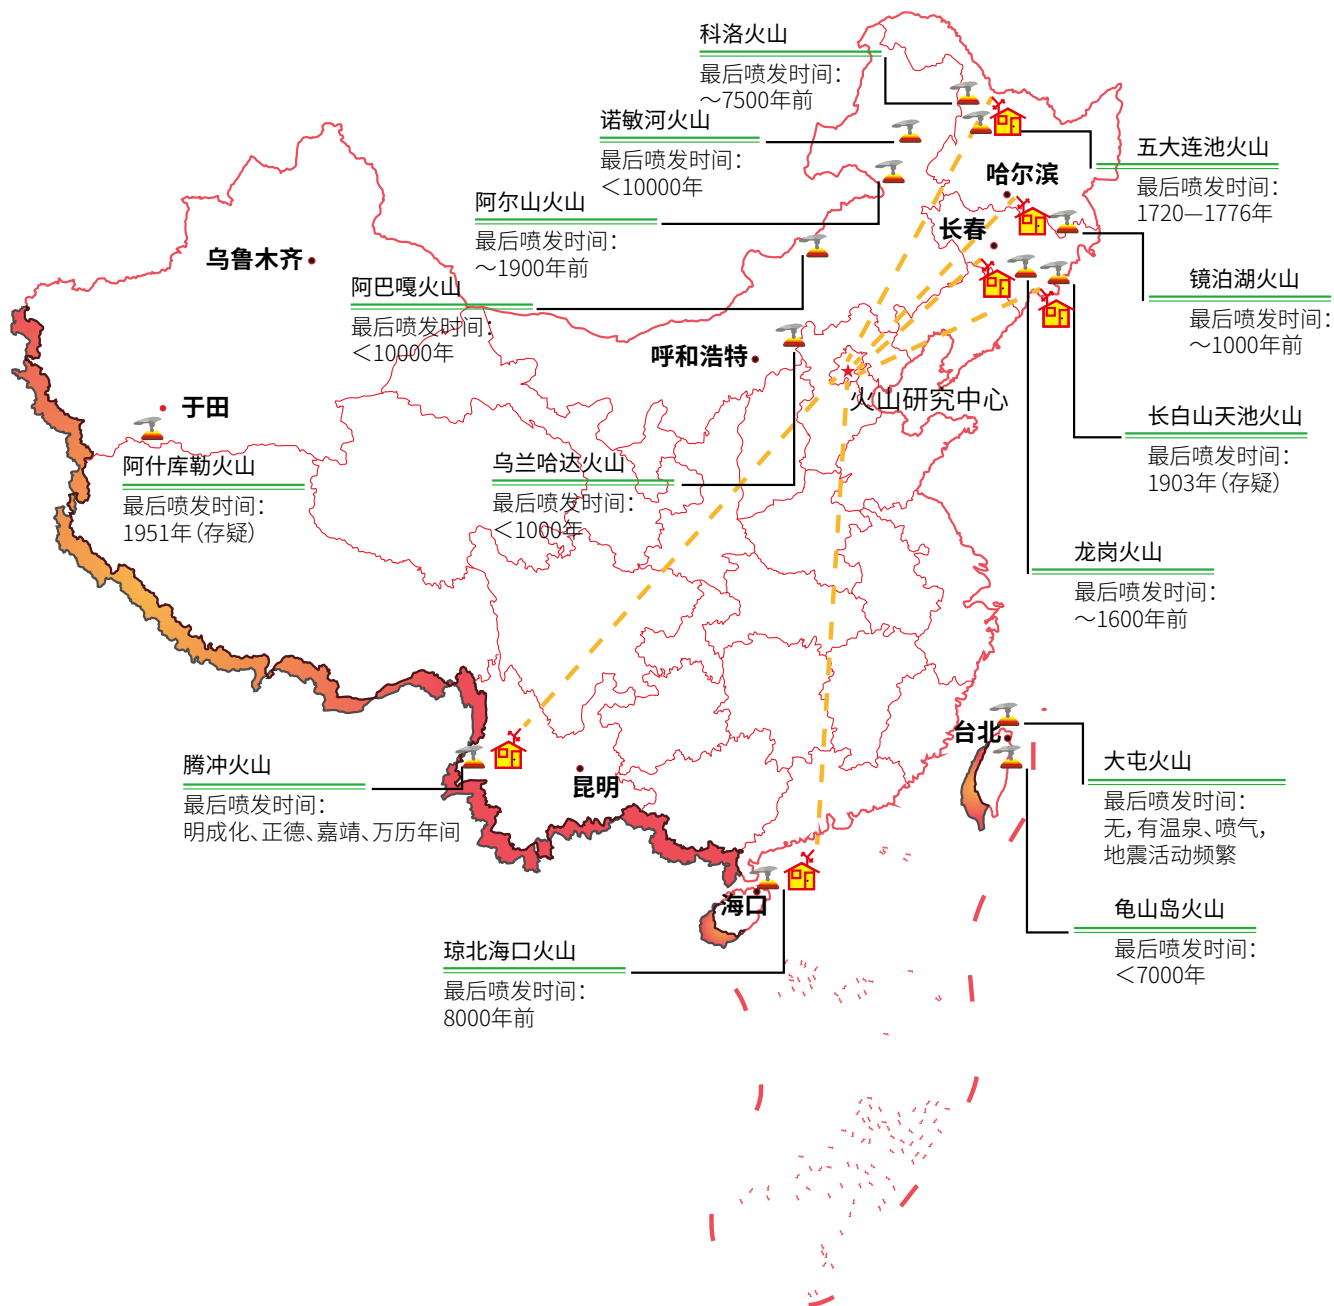 科洛火山
最后喷发时间：
～7500年前
诺敏河火山
最后喷发时间：
＜10000年
五大连池火山
最后喷发时间：
1720—1776年
哈尔滨
阿尔山火山
最后喷发时间：
～1900年前
长春
乌鲁木齐
镜泊湖火山
最后喷发时间：
～1000年前
阿巴嘎火山
最后喷发时间：
＜10000年
呼和浩特
火山研究中心
于田
长白山天池火山
最后喷发时间：
1903年（存疑）
阿什库勒火山
最后喷发时间：
1951年（存疑）
乌兰哈达火山
最后喷发时间：
＜1000年
龙岗火山
最后喷发时间：
～1600年前
台北
腾冲火山
最后喷发时间：
明成化、正德、嘉靖、万历年间
昆明
大屯火山
最后喷发时间：
无，有温泉、喷气，
地震活动频繁
海口
龟山岛火山
最后喷发时间：
＜7000年
琼北海口火山
最后喷发时间：
8000年前